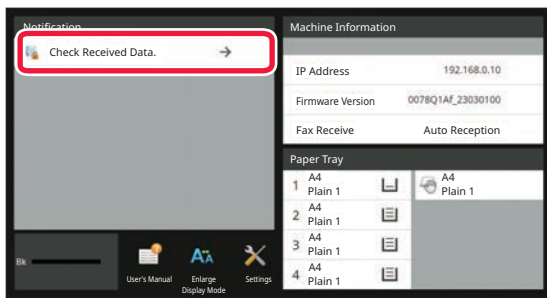 Notification
Check Received Data.
Machine Information
IP Address 192.168.0.10
Firmware Version 0078Q1Af_23030100
Fax Receive Auto Reception
Paper Tray
1 A4
Plain 1
A4
Plain 1
2 A4
Plain 1
3 A4
Plain 1
4 A4
Plain 1
Bk
User's Manual
Enlarge
Display Mode
Settings